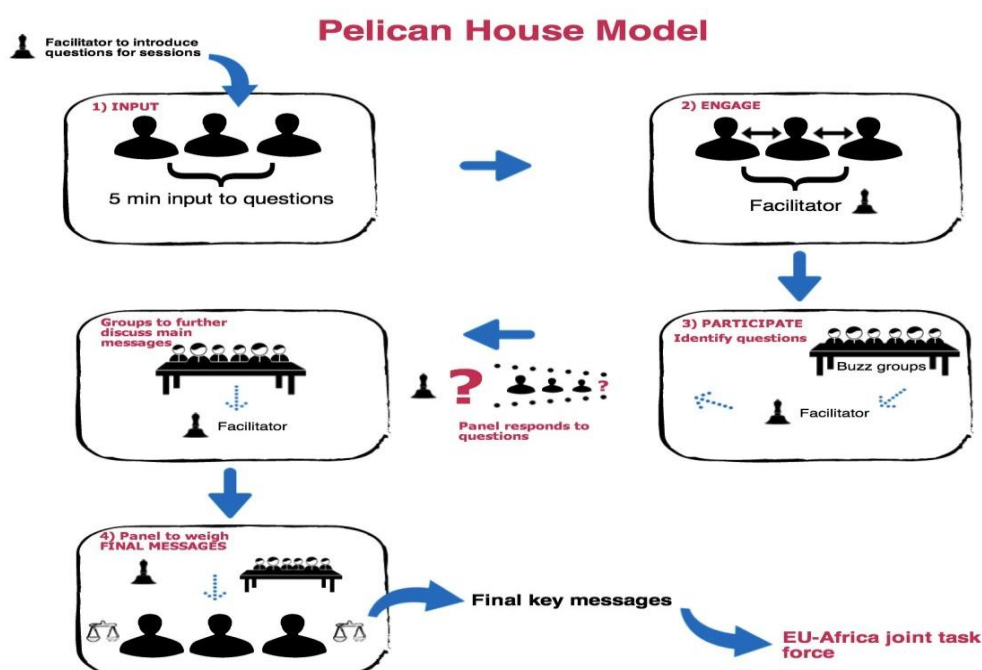 Pelican House Model
Facilitator to introduce
questions for sessions
1) INPUT
5 min input to questions
2) ENGAGE
Facilitator
3) PARTICIPATE
Identify questions
Buzz groups
Facilitator
?
?
Panel responds to
questions
Groups to further
discuss main
messages
Facilitator
4) Panel to weigh
FINAL MESSAGES
Final key messages
EU-Africa joint task
force